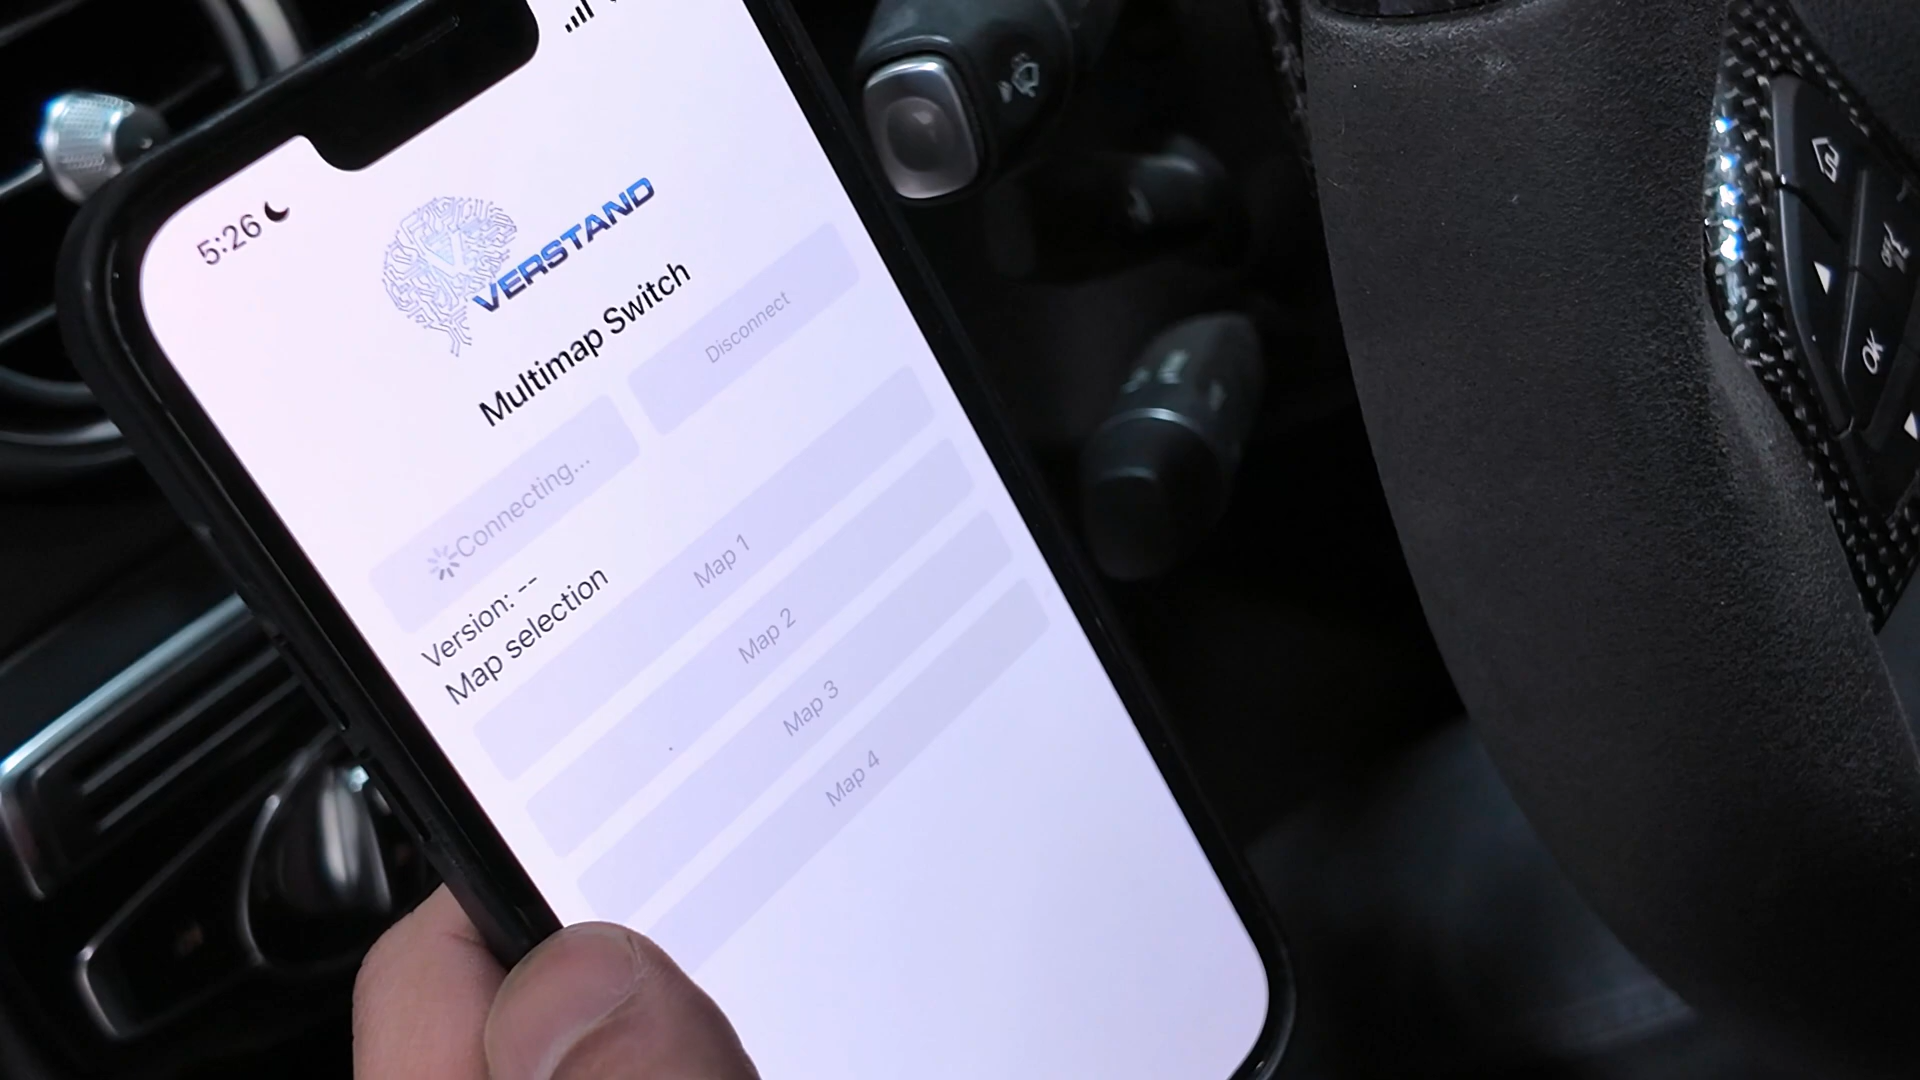 5:26
VERSTAND
Multimap Switch
Connecting...
Disconnect
Version: --
Map selection
Map 1
Map 2
Map 3
Map 4
OK